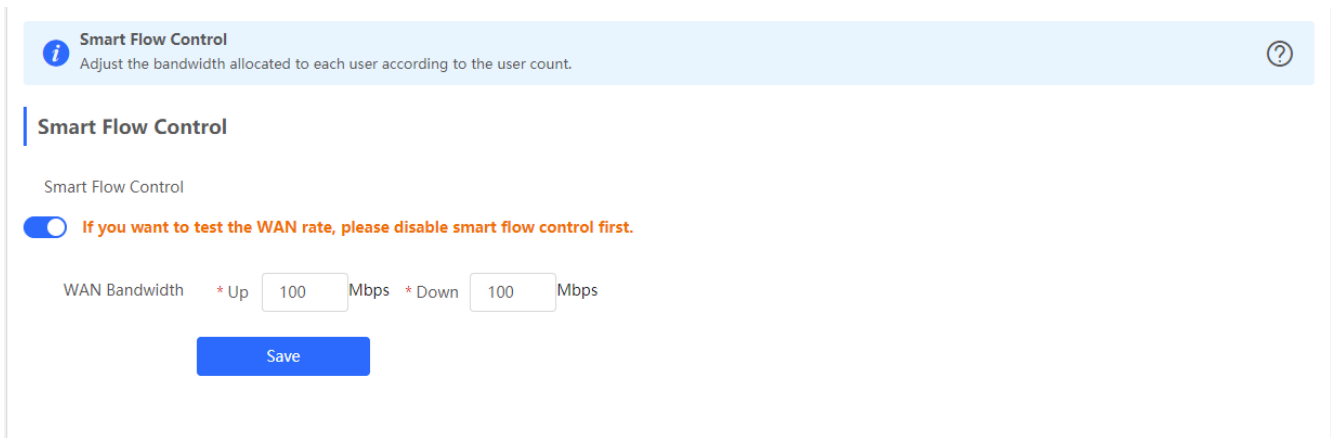 Smart Flow Control
Adjust the bandwidth allocated to each user according to the user count.
Smart Flow Control
Smart Flow Control
If you want to test the WAN rate, please disable smart flow control first.
WAN Bandwidth * Up 100 Mbps * Down 100 Mbps
Save